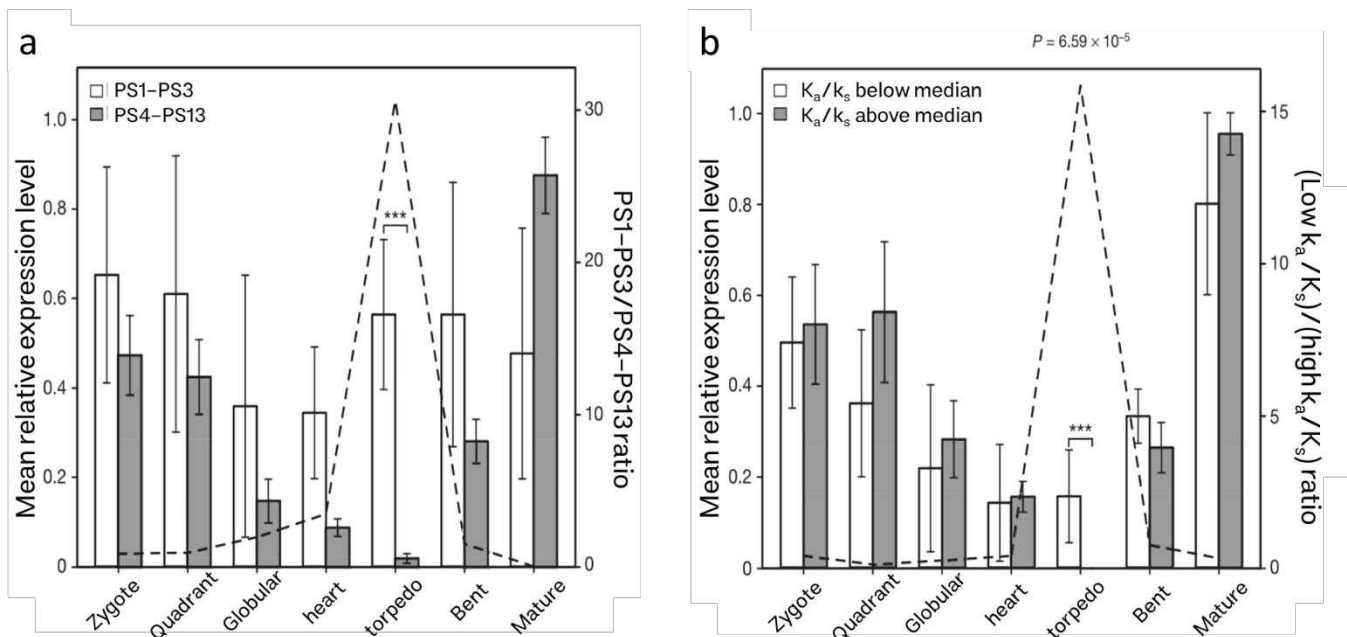 a
PS1–PS3
PS4–PS13
Mean relative expression level
1.0
0.8
0.6
0.4
0.2
0
***
30
20
10
0
PS1–PS3/PS4–PS13 ratio
Zygote
Quadrant
Globular
heart
torpedo
Bent
Mature
b
P = 6.59 × 10⁻⁵
Kₐ/kₛ below median
Kₐ/kₛ above median
Mean relative expression level
1.0
0.8
0.6
0.4
0.2
0
***
15
10
5
0
(Low kₐ/Kₛ)/(high kₐ/Kₛ) ratio
Zygote
Quadrant
Globular
heart
torpedo
Bent
Mature